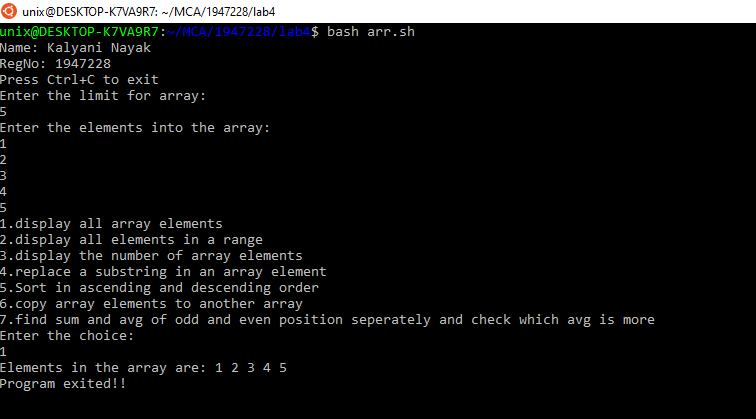 unix@DESKTOP-K7VA9R7: ~/MCA/1947228/lab4
unix@DESKTOP-K7VA9R7:~/MCA/1947228/lab4$ bash arr.sh
Name: Kalyani Nayak
RegNo: 1947228
Press Ctrl+C to exit
Enter the limit for array:
5
Enter the elements into the array:
1
2
3
4
5
1.display all array elements
2.display all elements in a range
3.display the number of array elements
4.replace a substring in an array element
5.Sort in ascending and descending order
6.copy array elements to another array
7.find sum and avg of odd and even position seperately and check which avg is more
Enter the choice:
1
Elements in the array are: 1 2 3 4 5
Program exited!!